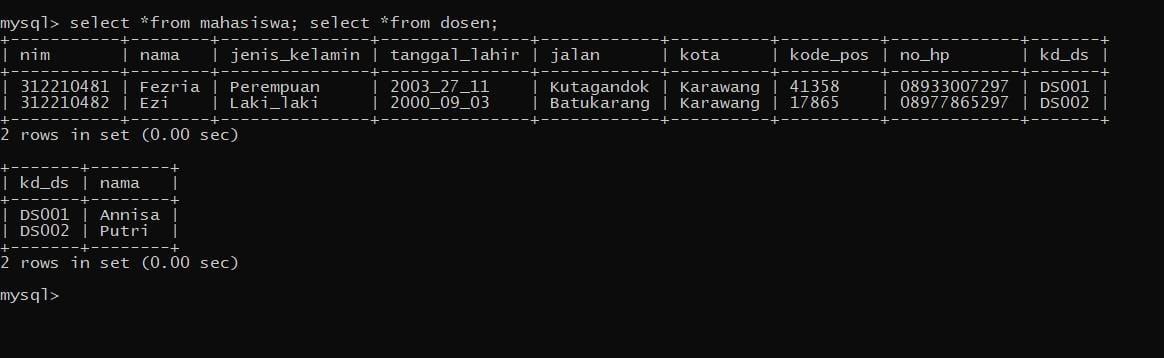 mysql> select *from mahasiswa; select *from dosen;
+-----------+--------+---------------+---------------+------------+----------+----------+-------------+-------+
| nim       | nama   | jenis_kelamin | tanggal_lahir | jalan      | kota     | kode_pos | no_hp       | kd_ds |
+-----------+--------+---------------+---------------+------------+----------+----------+-------------+-------+
| 312210481 | Fezria | Perempuan     | 2003_27_11    | Kutagandok | Karawang | 41358    | 08933007297 | DS001 |
| 312210482 | Ezi    | Laki_laki     | 2000_09_03    | Batukarang | Karawang | 17865    | 08977865297 | DS002 |
+-----------+--------+---------------+---------------+------------+----------+----------+-------------+-------+
2 rows in set (0.00 sec)
+-------+--------+
| kd_ds | nama   |
+-------+--------+
| DS001 | Annisa |
| DS002 | Putri  |
+-------+--------+
2 rows in set (0.00 sec)
mysql>